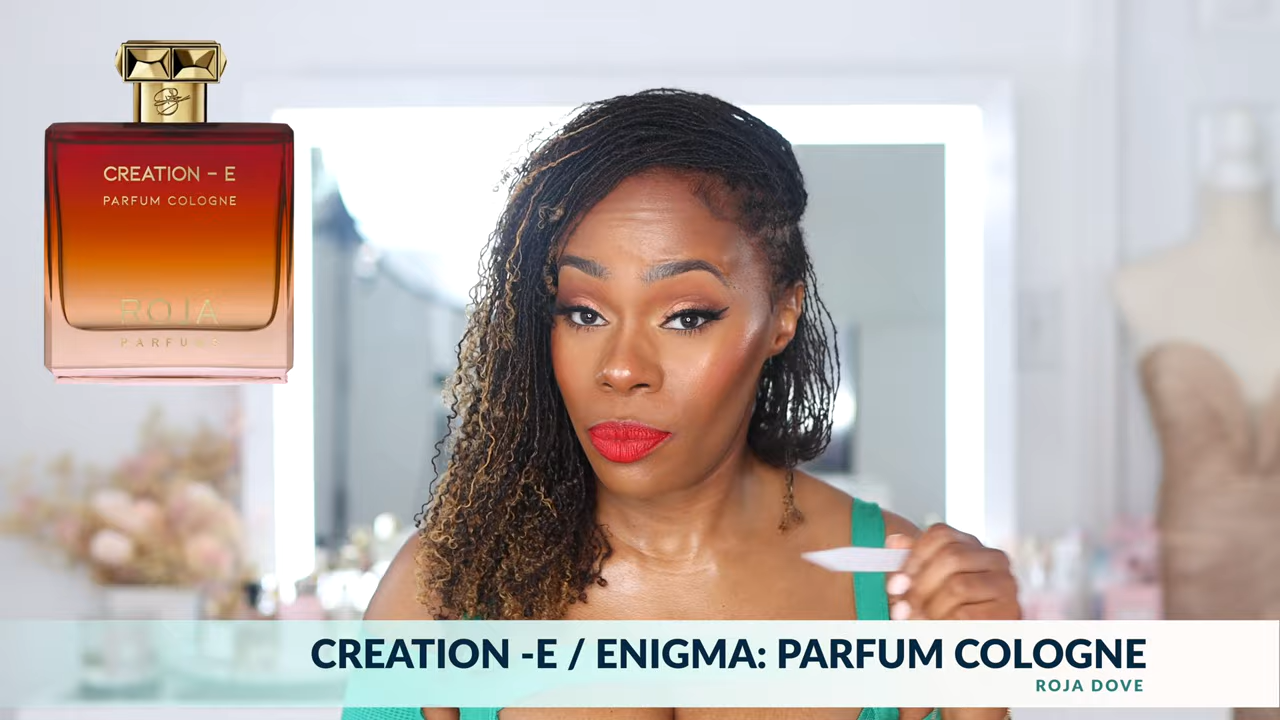 CREATION - E
PARFUM COLOGNE
ROJA
PARFUMS
CREATION -E / ENIGMA: PARFUM COLOGNE
ROJA DOVE